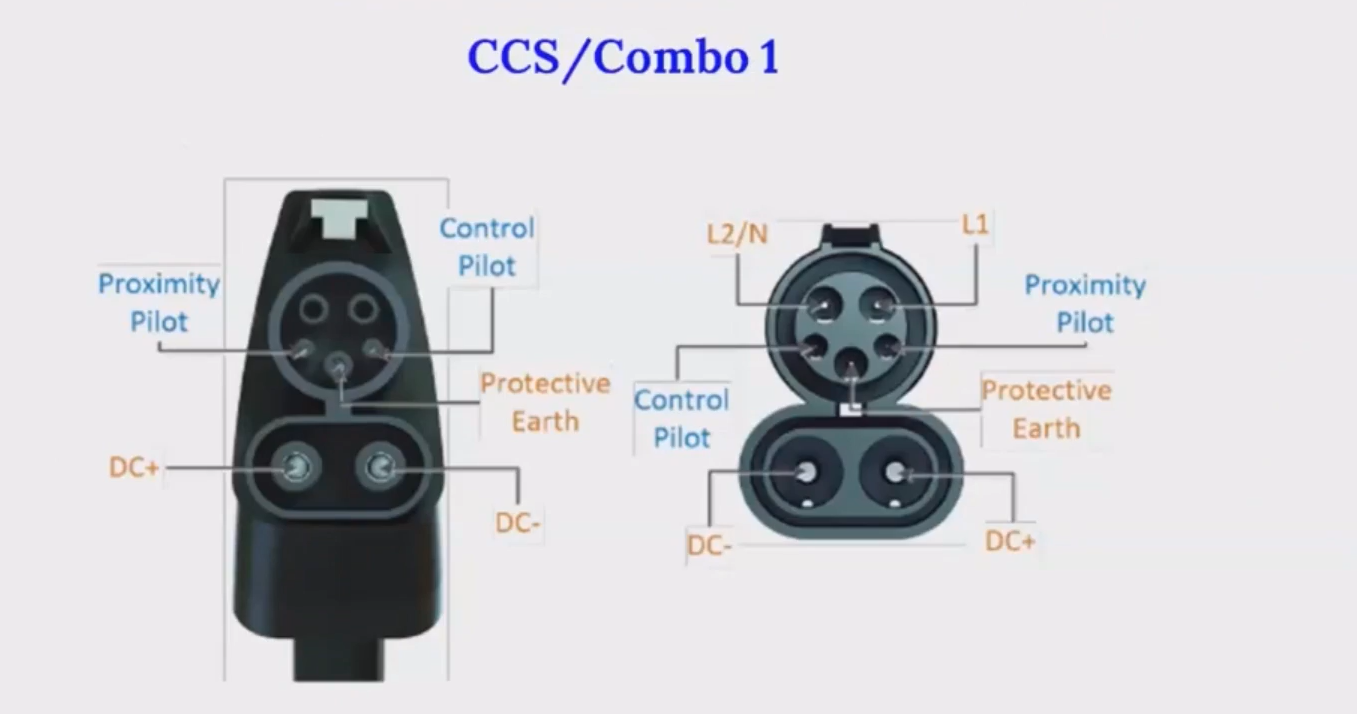 CCS/Combo 1
Control
Pilot
Proximity
Pilot
Protective
Earth
DC+
DC-
L2/N
L1
Proximity
Pilot
Control
Pilot
Protective
Earth
DC-
DC+